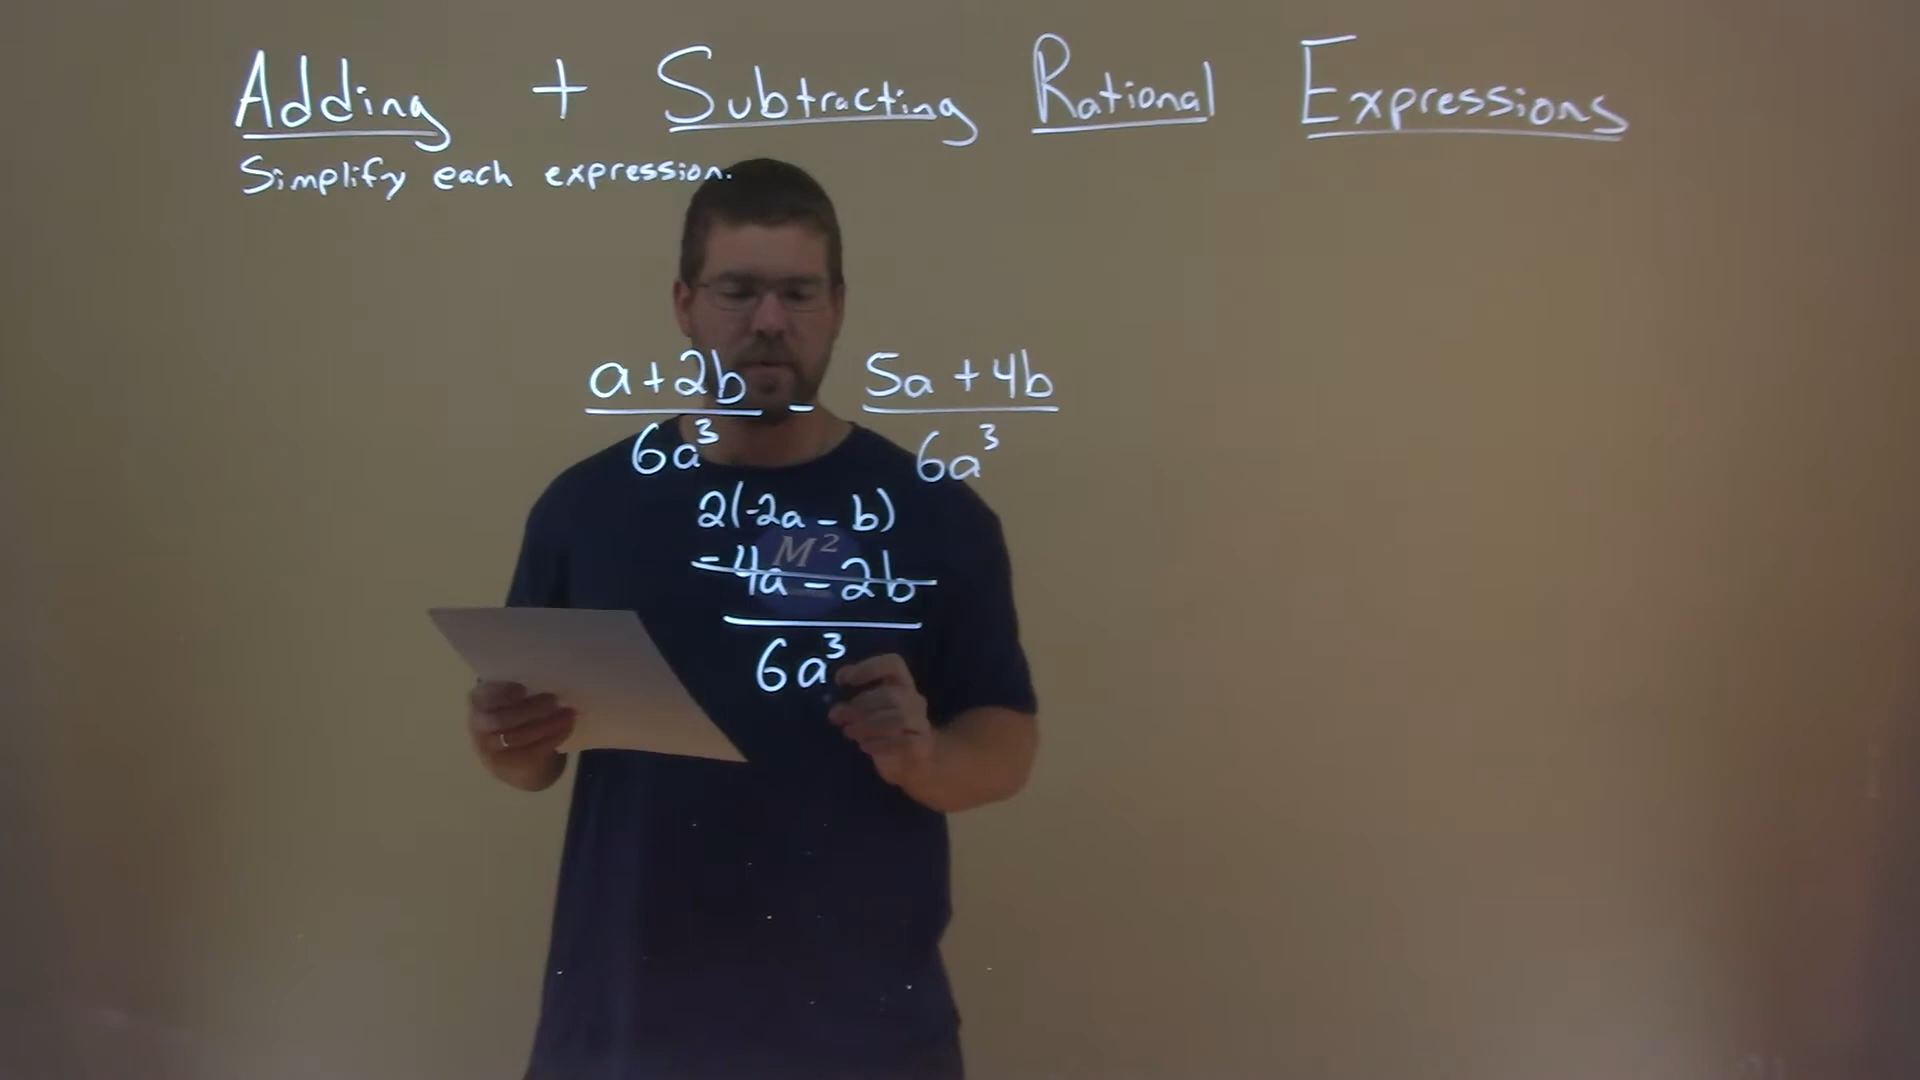 Adding + Subtracting Rational Expressions
Simplify each expression.
a+2b / 6a³ - 5a+4b / 6a³
2(-2a - b)
-4a - 2b
6a³
M²